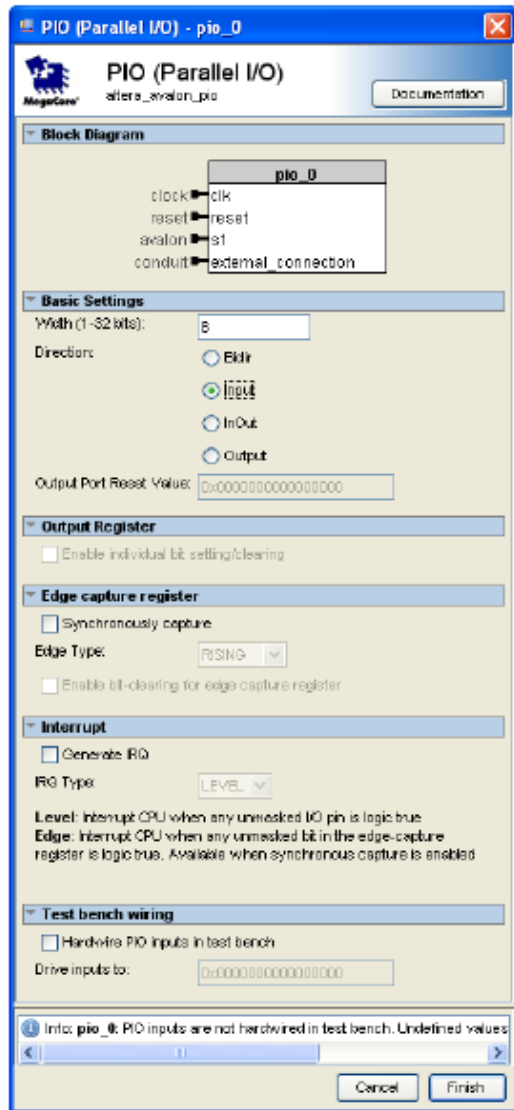 PIO (Parallel I/O) - pio_0
MegaCore'
PIO (Parallel I/O)
altera_avalon_pio
Documentation
Block Diagram
pio_0
clock clk
reset reset
avalon s1
conduit external_connection
Basic Settings
Width (1-32 bits): 8
Direction: Bidir
Input
InOut
Output
Output Port Reset Value: 0x0000000000000000
Output Register
Enable individual bit setting/clearing
Edge capture register
Synchronously capture
Edge Type: RISING
Enable bit-clearing for edge capture register
Interrupt
Generate IRQ
IRQ Type: LEVEL
Level: Interrupt CPU when any unmasked I/O pin is logic true
Edge: Interrupt CPU when any unmasked bit in the edge-capture
register is logic true. Available when synchronous capture is enabled
Test bench wiring
Hardwire PIO inputs in test bench
Drive inputs to: 0x0000000000000000
Info: pio_0: PIO inputs are not hardwired in test bench. Undefined values
Cancel Finish